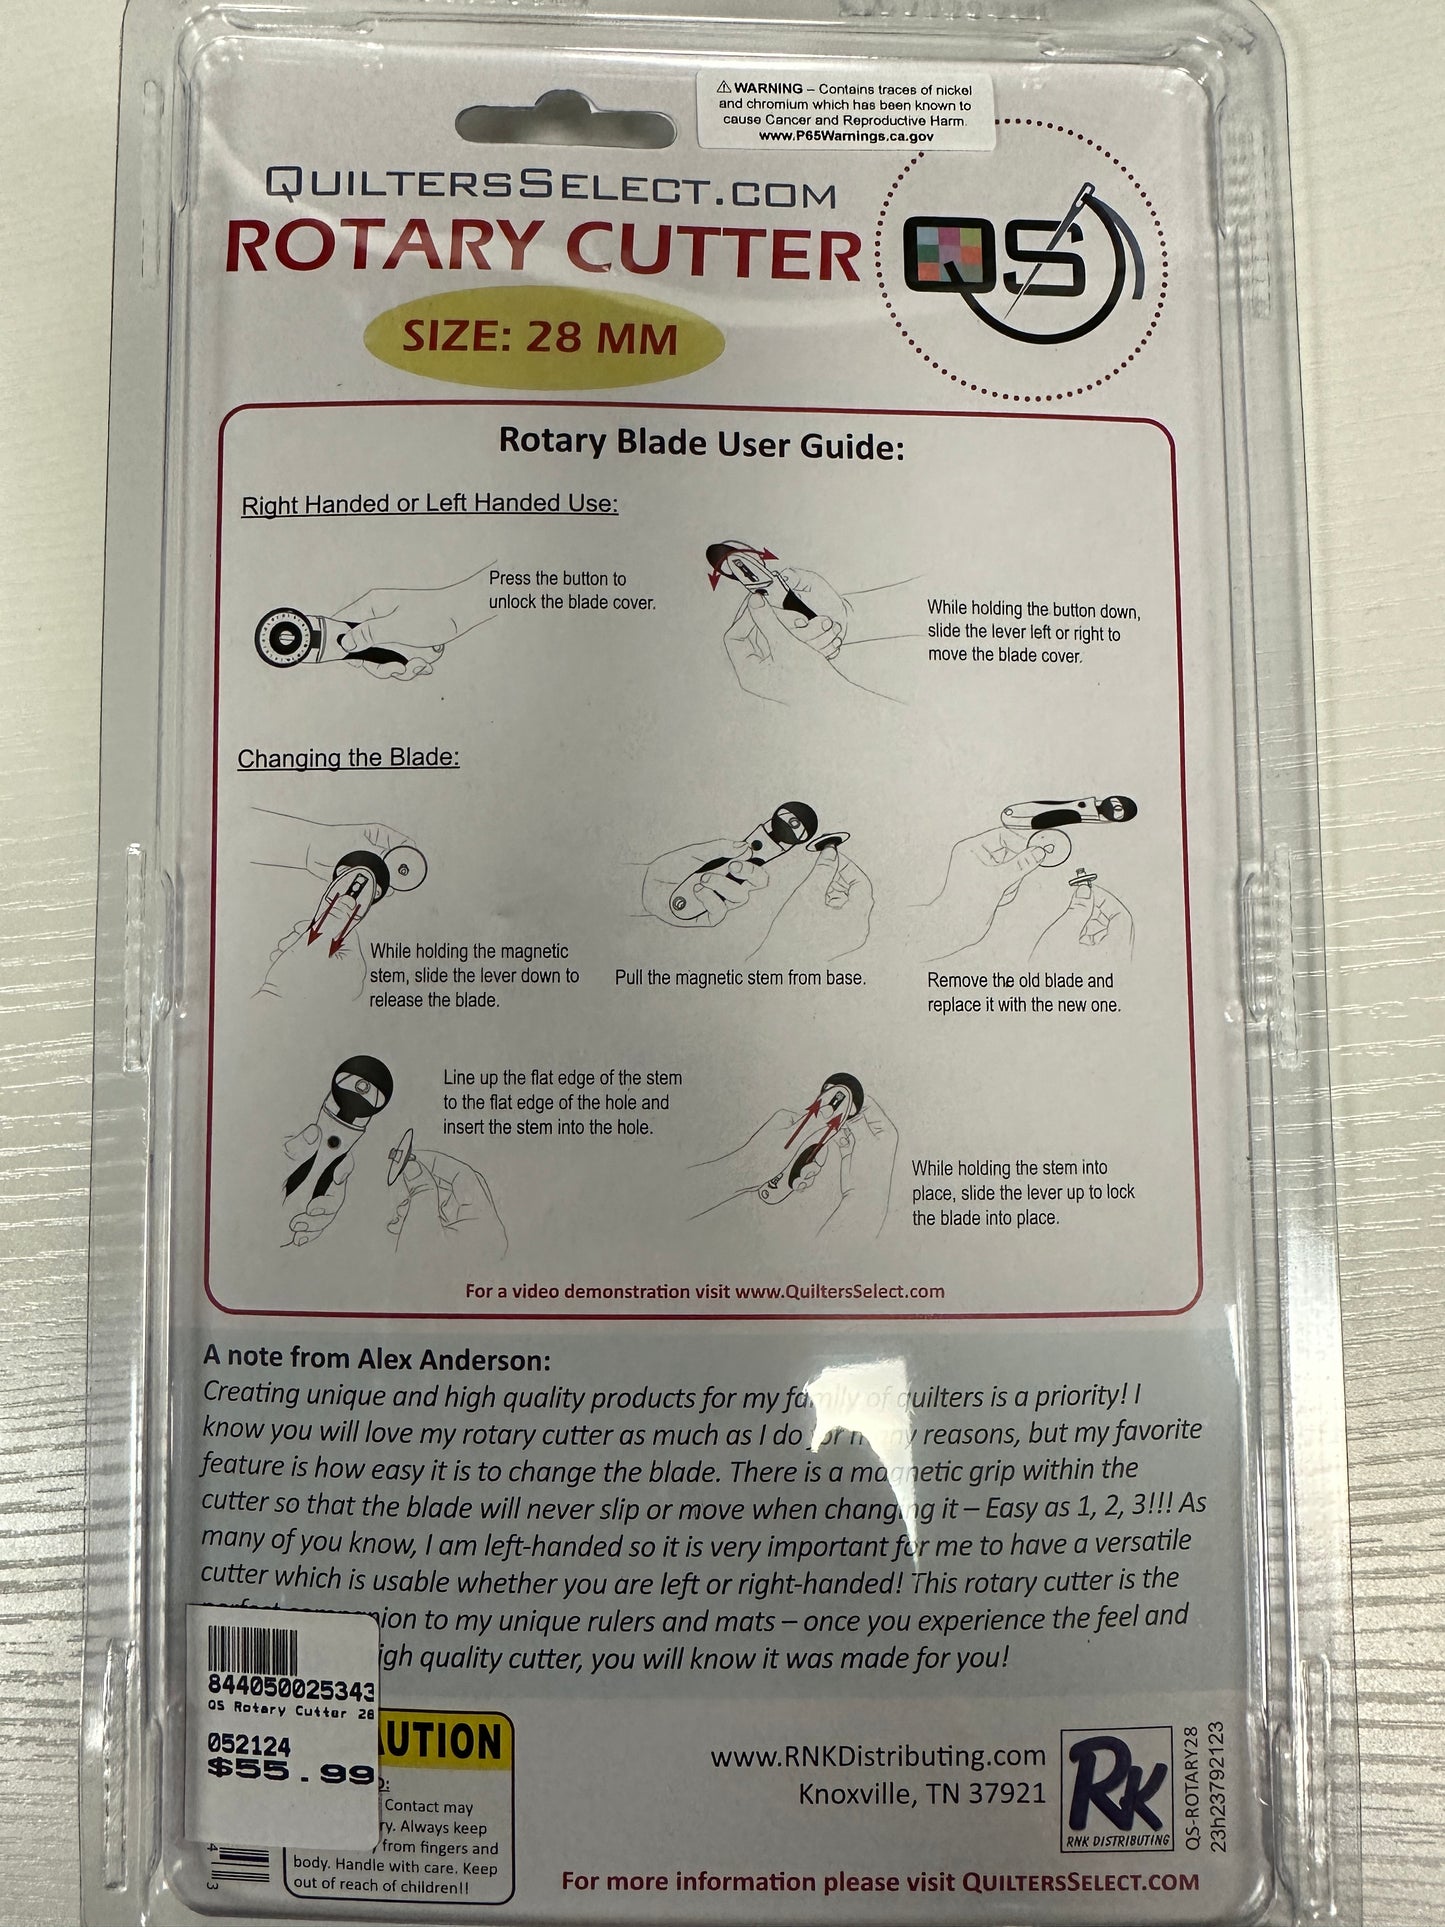 ⚠ WARNING – Contains traces of nickel
and chromium which has been known to
cause Cancer and Reproductive Harm.
www.P65Warnings.ca.gov
QUILTERSSELECT.COM
ROTARY CUTTER
QS
SIZE: 28 MM
Rotary Blade User Guide:
Right Handed or Left Handed Use:
Press the button to
unlock the blade cover.
While holding the button down,
slide the lever left or right to
move the blade cover.
Changing the Blade:
While holding the magnetic
stem, slide the lever down to
release the blade.
Pull the magnetic stem from base.
Remove the old blade and
replace it with the new one.
Line up the flat edge of the stem
to the flat edge of the hole and
insert the stem into the hole.
While holding the stem into
place, slide the lever up to lock
the blade into place.
For a video demonstration visit www.QuiltersSelect.com
A note from Alex Anderson:
Creating unique and high quality products for my family of quilters is a priority! I
know you will love my rotary cutter as much as I do for many reasons, but my favorite
feature is how easy it is to change the blade. There is a magnetic grip within the
cutter so that the blade will never slip or move when changing it – Easy as 1, 2, 3!!! As
many of you know, I am left-handed so it is very important for me to have a versatile
cutter which is usable whether you are left or right-handed! This rotary cutter is the
perfect companion to my unique rulers and mats – once you experience the feel and
igh quality cutter, you will know it was made for you!
844050025343
QS Rotary Cutter 28
052124
$55.99
AUTION
Contact may
ry. Always keep
from fingers and
body. Handle with care. Keep
out of reach of children!!
4
3
www.RNKDistributing.com
Knoxville, TN 37921
RK
RNK DISTRIBUTING
QS-ROTARY28
23h23792123
For more information please visit QUILTERSSELECT.COM